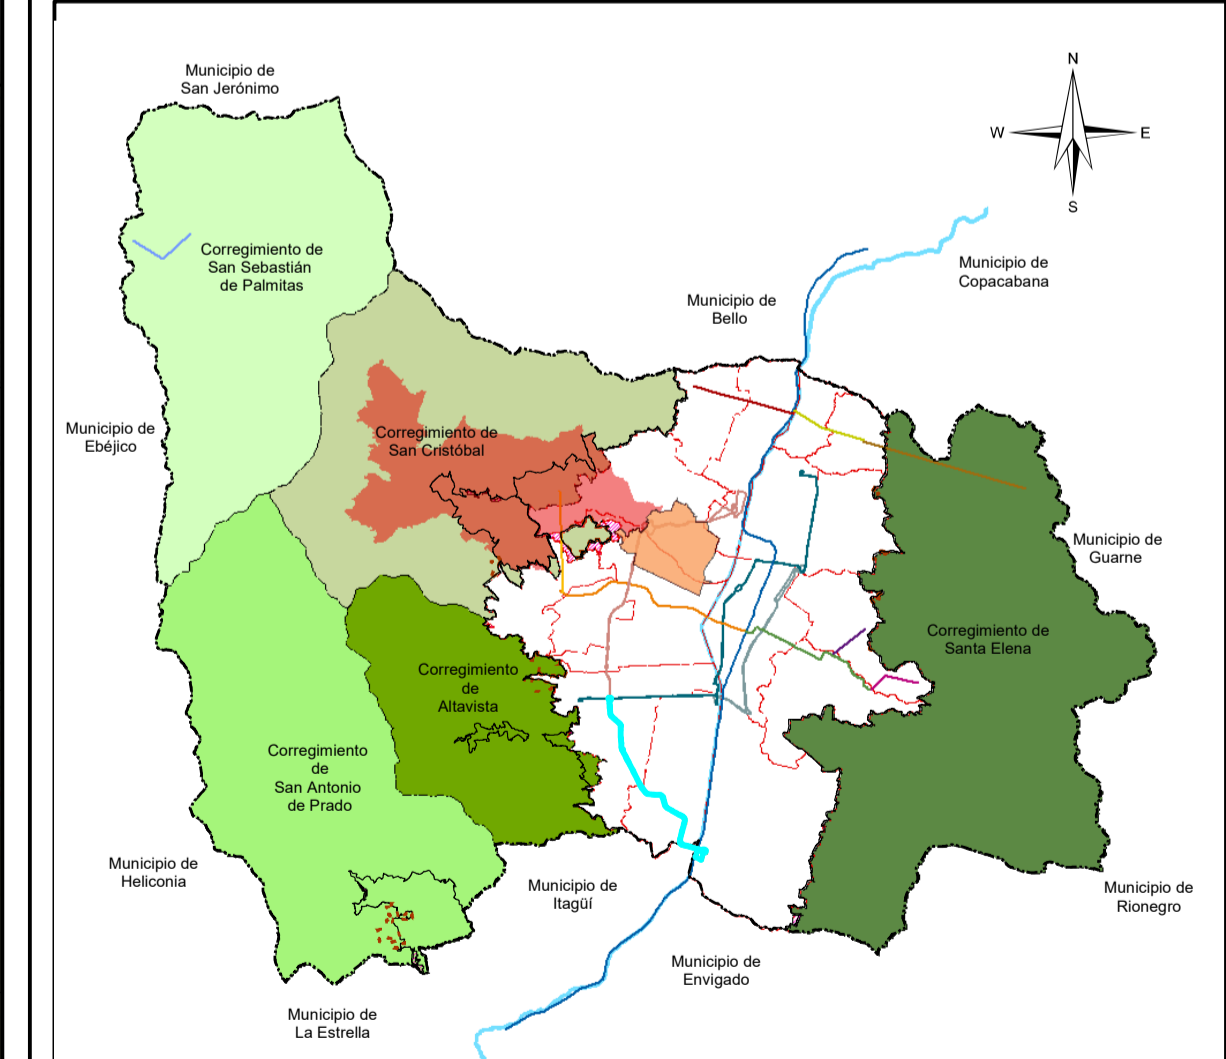 Municipio de
San Jerónimo
N
W
E
S
Corregimiento de
San Sebastián
de Palmitas
Municipio de
Copacabana
Municipio de
Bello
Municipio de
Ebéjico
Corregimiento de
San Cristóbal
Municipio de
Guarne
Corregimiento de
Santa Elena
Corregimiento
de
Altavista
Corregimiento
de
San Antonio
de Prado
Municipio de
Heliconia
Municipio de
Itagüí
Municipio de
Rionegro
Municipio de
Envigado
Municipio de
La Estrella